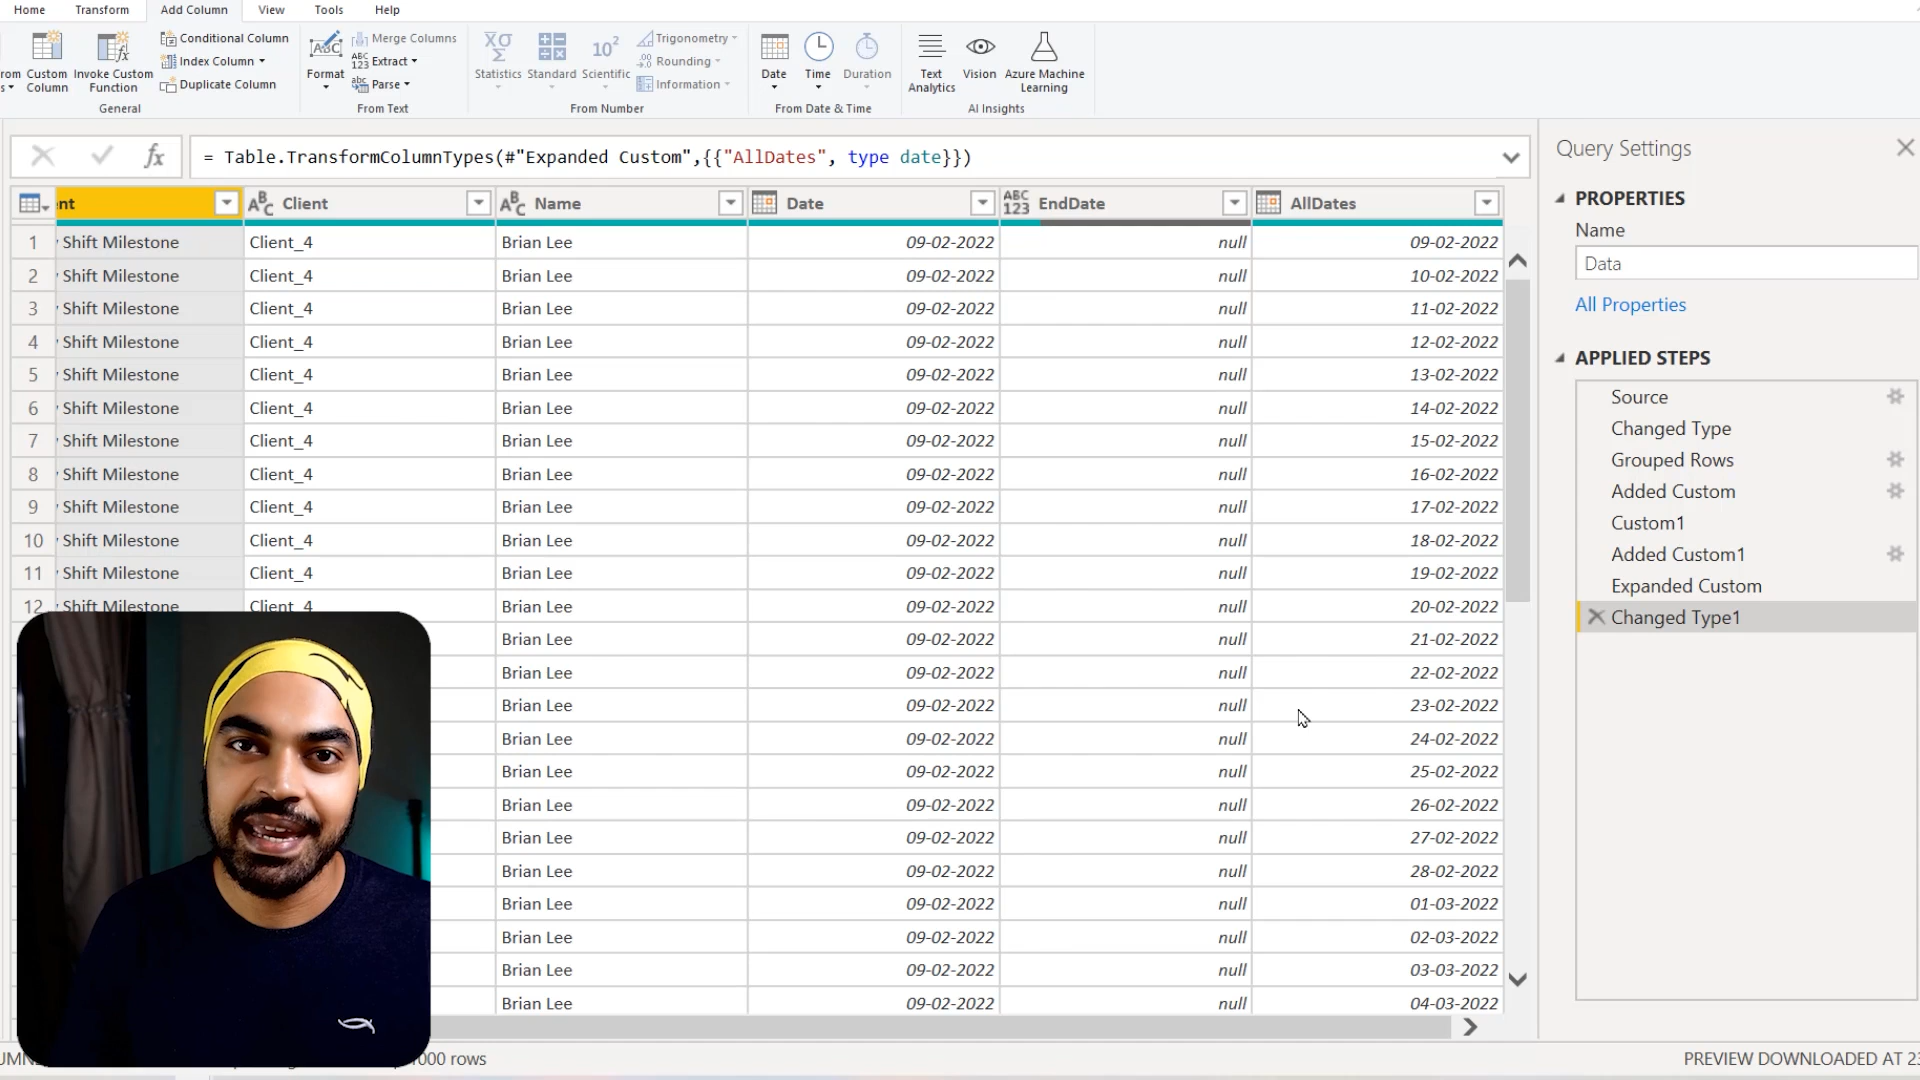 Home Transform Add Column View Tools Help
Custom Column
Invoke Custom Function
Conditional Column
Index Column
Duplicate Column
General
Format
Merge Columns
Extract
Parse
From Text
Statistics
Standard
Scientific
Trigonometry
Rounding
Information
From Number
Date
Time
Duration
From Date & Time
Text Analytics
Vision
Azure Machine Learning
AI Insights
fx = Table.TransformColumnTypes(#"Expanded Custom",{{"AllDates", type date}})
nt Client Name Date EndDate AllDates
1 Shift Milestone Client_4 Brian Lee 09-02-2022 null 09-02-2022
2 Shift Milestone Client_4 Brian Lee 09-02-2022 null 10-02-2022
3 Shift Milestone Client_4 Brian Lee 09-02-2022 null 11-02-2022
4 Shift Milestone Client_4 Brian Lee 09-02-2022 null 12-02-2022
5 Shift Milestone Client_4 Brian Lee 09-02-2022 null 13-02-2022
6 Shift Milestone Client_4 Brian Lee 09-02-2022 null 14-02-2022
7 Shift Milestone Client_4 Brian Lee 09-02-2022 null 15-02-2022
8 Shift Milestone Client_4 Brian Lee 09-02-2022 null 16-02-2022
9 Shift Milestone Client_4 Brian Lee 09-02-2022 null 17-02-2022
10 Shift Milestone Client_4 Brian Lee 09-02-2022 null 18-02-2022
11 Shift Milestone Client_4 Brian Lee 09-02-2022 null 19-02-2022
12 Shift Milestone Client_4 Brian Lee 09-02-2022 null 20-02-2022
Brian Lee 09-02-2022 null 21-02-2022
Brian Lee 09-02-2022 null 22-02-2022
Brian Lee 09-02-2022 null 23-02-2022
Brian Lee 09-02-2022 null 24-02-2022
Brian Lee 09-02-2022 null 25-02-2022
Brian Lee 09-02-2022 null 26-02-2022
Brian Lee 09-02-2022 null 27-02-2022
Brian Lee 09-02-2022 null 28-02-2022
Brian Lee 09-02-2022 null 01-03-2022
Brian Lee 09-02-2022 null 02-03-2022
Brian Lee 09-02-2022 null 03-03-2022
Brian Lee 09-02-2022 null 04-03-2022
000 rows
PREVIEW DOWNLOADED AT 23
Query Settings
PROPERTIES
Name
Data
All Properties
APPLIED STEPS
Source
Changed Type
Grouped Rows
Added Custom
Custom1
Added Custom1
Expanded Custom
Changed Type1